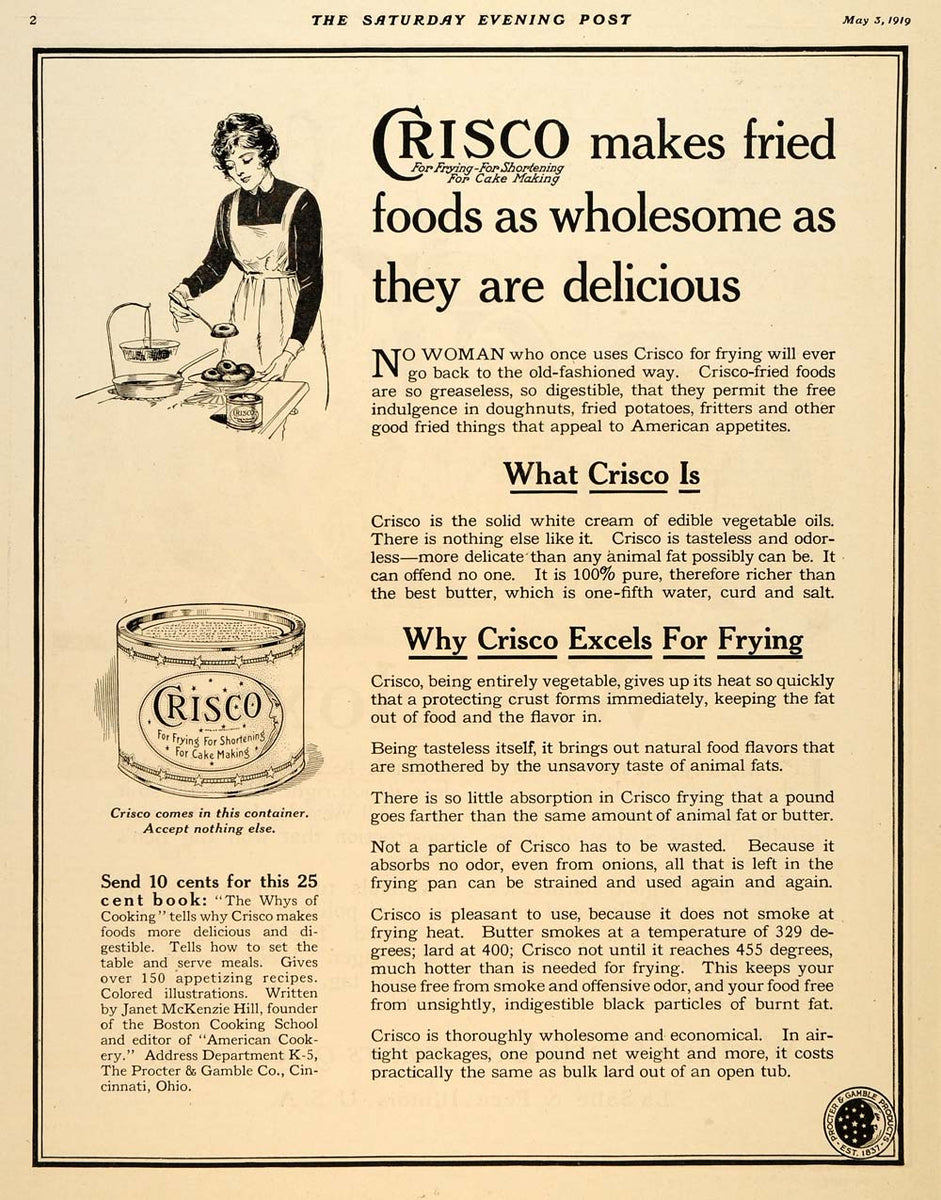 2
THE SATURDAY EVENING POST
May 3, 1919
CRISCO makes fried
For Frying-For Shortening
For Cake Making
foods as wholesome as
they are delicious
NO WOMAN who once uses Crisco for frying will ever
go back to the old-fashioned way. Crisco-fried foods
are so greaseless, so digestible, that they permit the free
indulgence in doughnuts, fried potatoes, fritters and other
good fried things that appeal to American appetites.
CRISCO
What Crisco Is
Crisco is the solid white cream of edible vegetable oils.
There is nothing else like it. Crisco is tasteless and odor-
less—more delicate than any animal fat possibly can be. It
can offend no one. It is 100% pure, therefore richer than
the best butter, which is one-fifth water, curd and salt.
Why Crisco Excels For Frying
Crisco, being entirely vegetable, gives up its heat so quickly
that a protecting crust forms immediately, keeping the fat
out of food and the flavor in.
Being tasteless itself, it brings out natural food flavors that
are smothered by the unsavory taste of animal fats.
There is so little absorption in Crisco frying that a pound
goes farther than the same amount of animal fat or butter.
Not a particle of Crisco has to be wasted. Because it
absorbs no odor, even from onions, all that is left in the
frying pan can be strained and used again and again.
Crisco is pleasant to use, because it does not smoke at
frying heat. Butter smokes at a temperature of 329 de-
grees; lard at 400; Crisco not until it reaches 455 degrees,
much hotter than is needed for frying. This keeps your
house free from smoke and offensive odor, and your food free
from unsightly, indigestible black particles of burnt fat.
Crisco is thoroughly wholesome and economical. In air-
tight packages, one pound net weight and more, it costs
practically the same as bulk lard out of an open tub.
CRISCO
For Frying For Shortening
For Cake Making
Crisco comes in this container.
Accept nothing else.
Send 10 cents for this 25
cent book: "The Whys of
Cooking" tells why Crisco makes
foods more delicious and di-
gestible. Tells how to set the
table and serve meals. Gives
over 150 appetizing recipes.
Colored illustrations. Written
by Janet McKenzie Hill, founder
of the Boston Cooking School
and editor of "American Cook-
ery." Address Department K-5,
The Procter & Gamble Co., Cin-
cinnati, Ohio.
PROCTER & GAMBLE PRODUCTS
EST. 1837